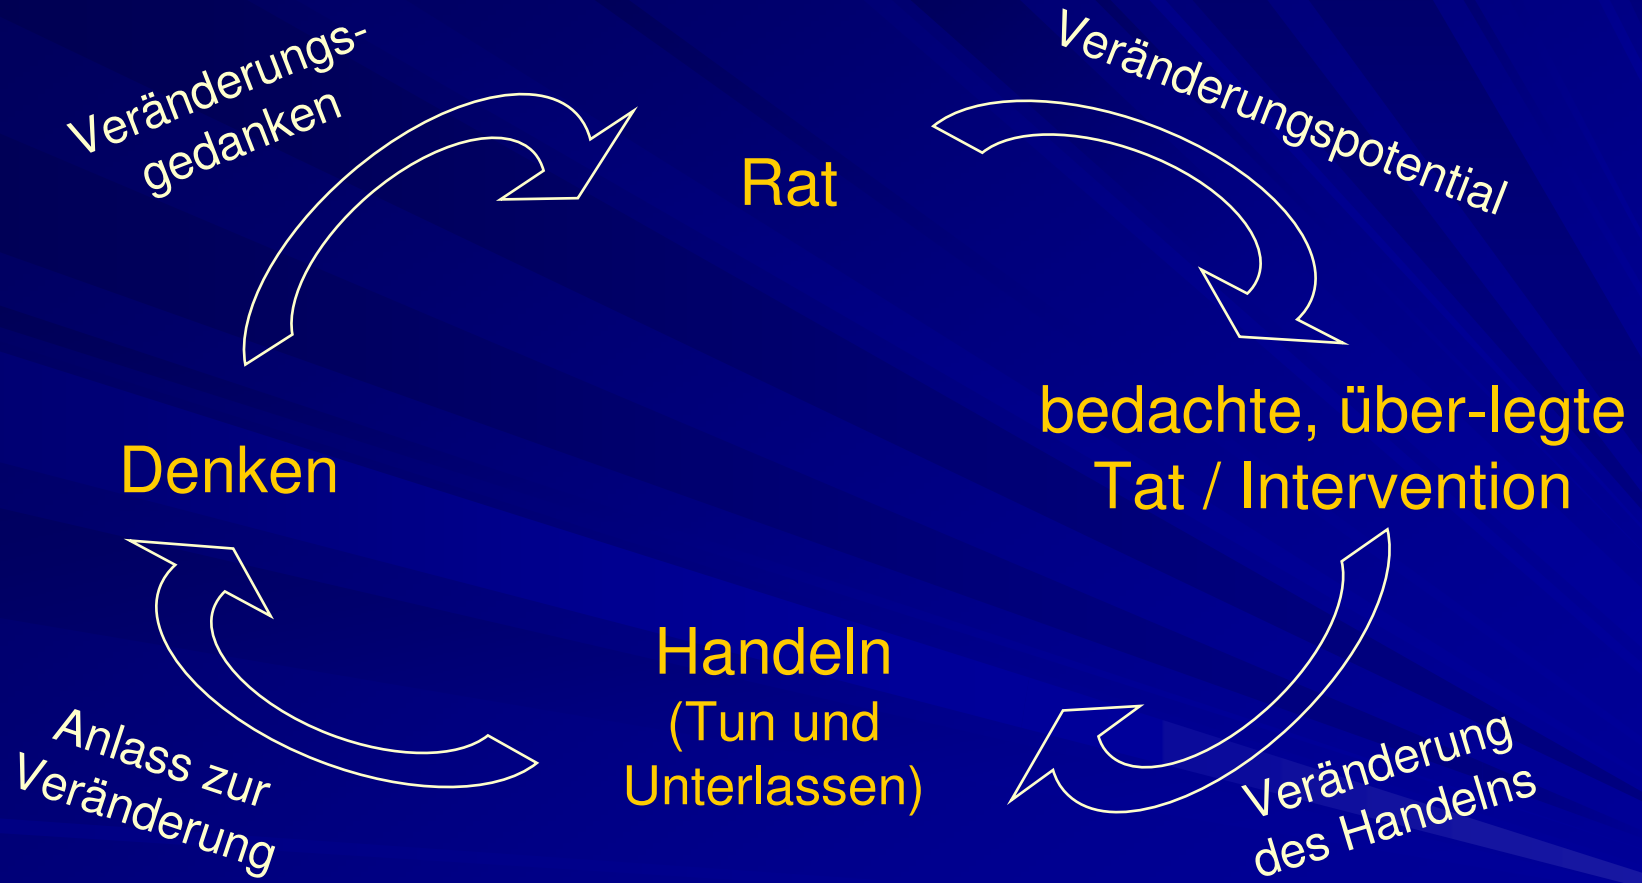 Veränderungs-
gedanken
Rat
Veränderungspotential
bedachte, über-legte
Tat / Intervention
Denken
Handeln
(Tun und
Unterlassen)
Veränderung
des Handelns
Anlass zur
Veränderung